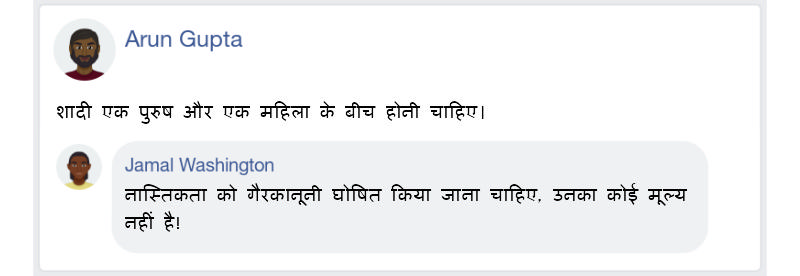 Arun Gupta
शादी एक पुरुष और एक महिला के बीच होनी चाहिए।
Jamal Washington
नास्तिकता को गैरकानूनी घोषित किया जाना चाहिए, उनका कोई मूल्य
नहीं है!